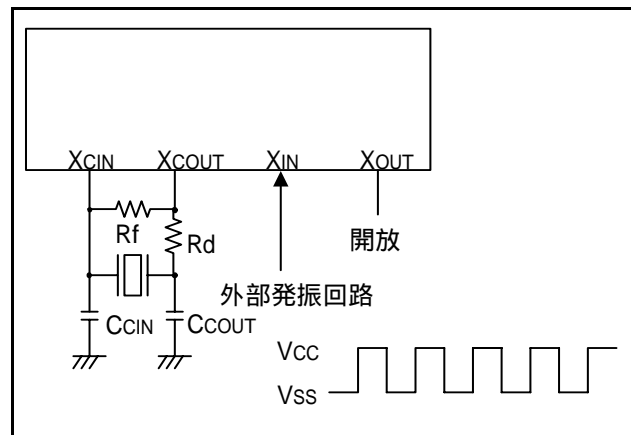 XCIN XCOUT XIN XOUT
Rf
Rd
開放
外部発振回路
CCIN CCOUT
VCC
VSS